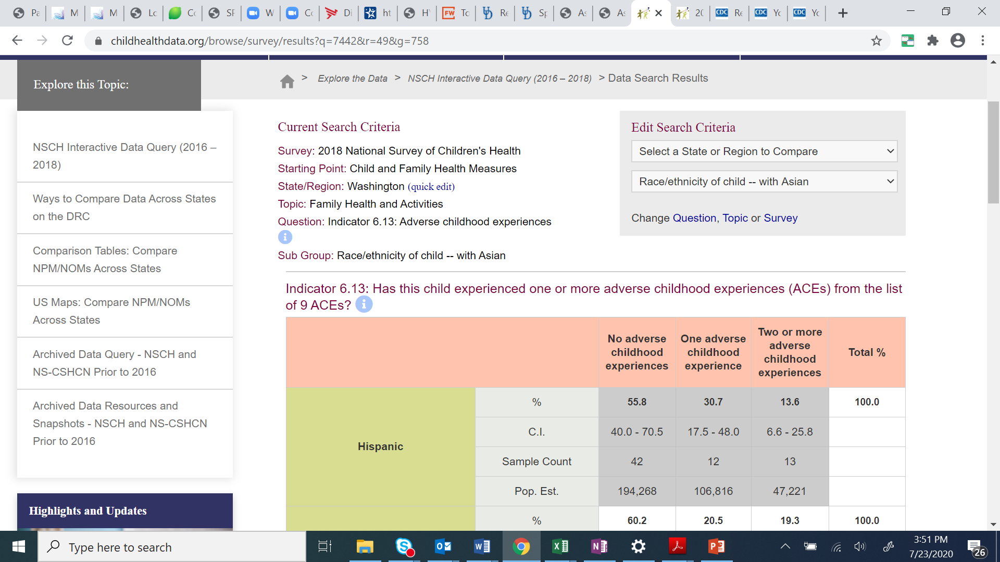 Pa
M
M
Lo
Co
SF
W
Co
Di
ht
H
FW To
UD Re
UD Sp
As
As
20
CDC Re
CDC Yo
CDC Yo
childhealthdata.org/browse/survey/results?q=7442&r=49&g=758
Explore this Topic:
> Explore the Data > NSCH Interactive Data Query (2016 – 2018) > Data Search Results
NSCH Interactive Data Query (2016 –
2018)
Ways to Compare Data Across States
on the DRC
Comparison Tables: Compare
NPM/NOMs Across States
US Maps: Compare NPM/NOMs
Across States
Archived Data Query - NSCH and
NS-CSHCN Prior to 2016
Archived Data Resources and
Snapshots - NSCH and NS-CSHCN
Prior to 2016
Highlights and Updates
Current Search Criteria
Survey: 2018 National Survey of Children's Health
Starting Point: Child and Family Health Measures
State/Region: Washington (quick edit)
Topic: Family Health and Activities
Question: Indicator 6.13: Adverse childhood experiences
i
Sub Group: Race/ethnicity of child -- with Asian
Edit Search Criteria
Select a State or Region to Compare
Race/ethnicity of child -- with Asian
Change Question, Topic or Survey
Indicator 6.13: Has this child experienced one or more adverse childhood experiences (ACEs) from the list
of 9 ACEs? i
No adverse
childhood
experiences
One adverse
childhood
experience
Two or more
adverse
childhood
experiences
Total %
Hispanic
% 55.8 30.7 13.6 100.0
C.I. 40.0 - 70.5 17.5 - 48.0 6.6 - 25.8
Sample Count 42 12 13
Pop. Est. 194,268 106,816 47,221
% 60.2 20.5 19.3 100.0
Type here to search
3:51 PM
7/23/2020
26